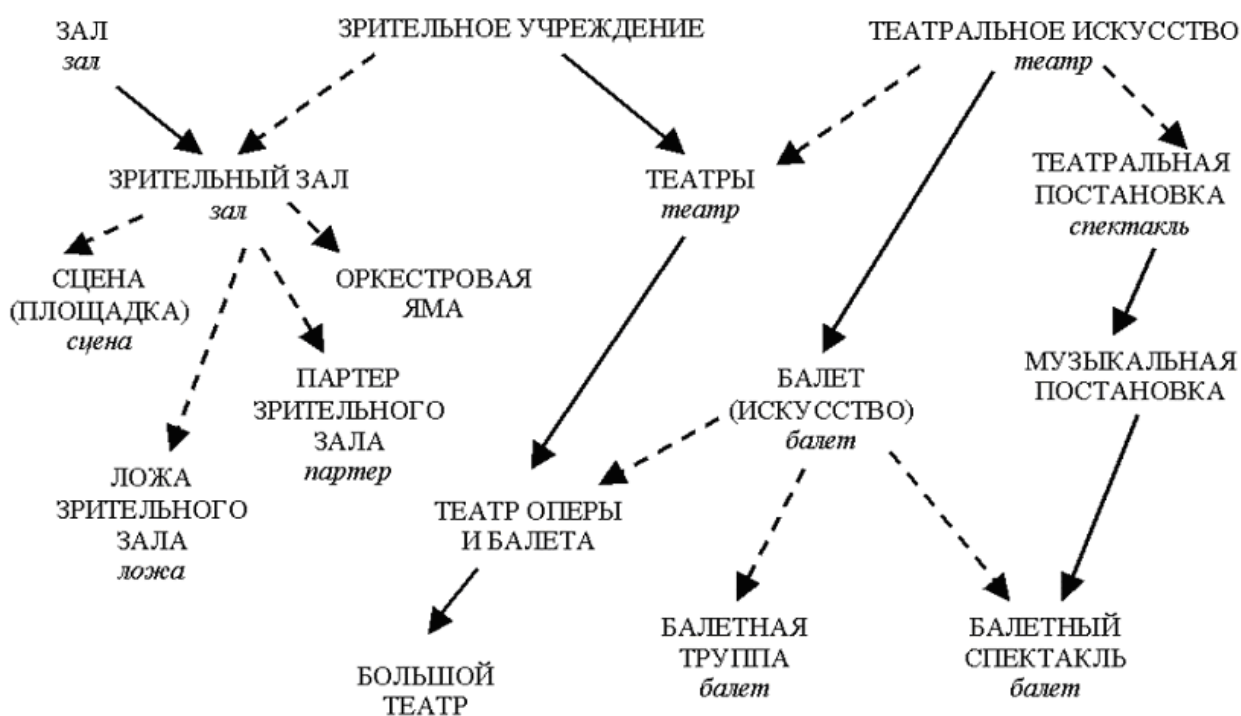 ЗАЛ
зал
ЗРИТЕЛЬНОЕ УЧРЕЖДЕНИЕ
ТЕАТРАЛЬНОЕ ИСКУССТВО
театр
ЗРИТЕЛЬНЫЙ ЗАЛ
зал
ТЕАТРЫ
театр
ТЕАТРАЛЬНАЯ
ПОСТАНОВКА
спектакль
СЦЕНА
(ПЛОЩАДКА)
сцена
ОРКЕСТРОВАЯ
ЯМА
ПАРТЕР
ЗРИТЕЛЬНОГО
ЗАЛА
партер
БАЛЕТ
(ИСКУССТВО)
балет
МУЗЫКАЛЬНАЯ
ПОСТАНОВКА
ЛОЖА
ЗРИТЕЛЬНОГО
ЗАЛА
ложа
ТЕАТР ОПЕРЫ
И БАЛЕТА
БАЛЕТНАЯ
ТРУППА
балет
БАЛЕТНЫЙ
СПЕКТАКЛЬ
балет
БОЛЬШОЙ
ТЕАТР